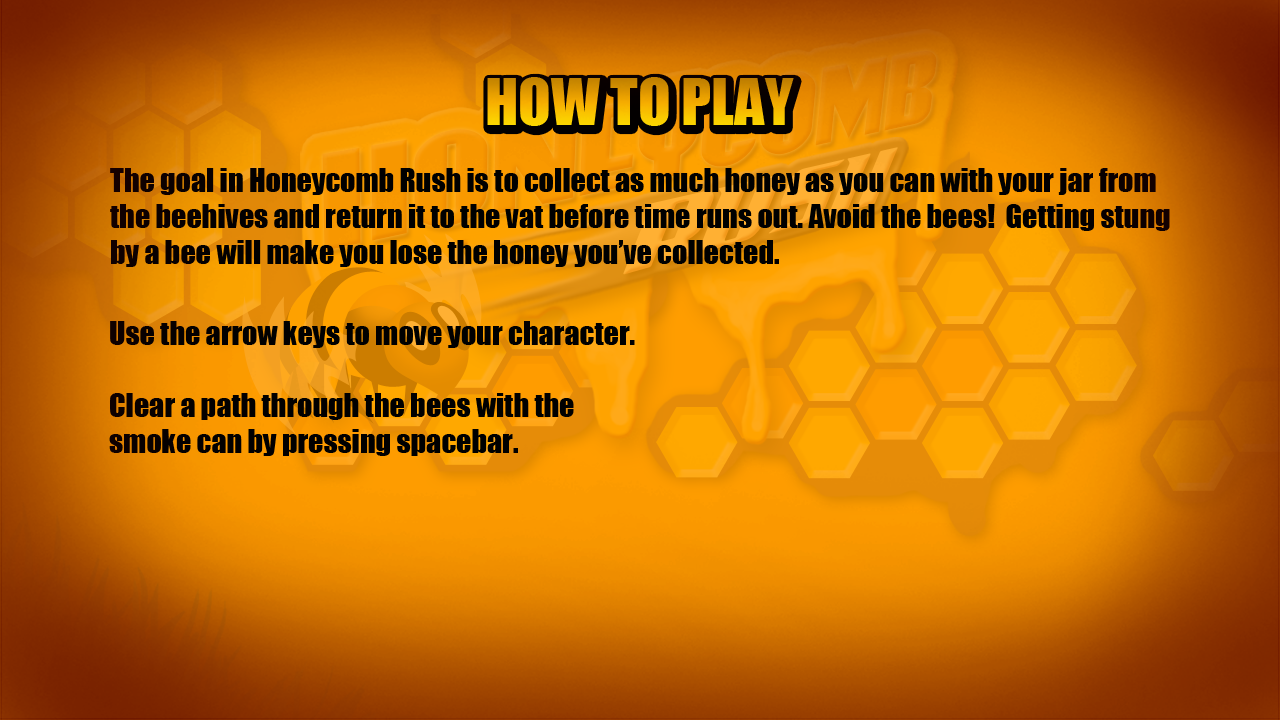 HOW TO PLAY
HONEYCOMB
RUSH
The goal in Honeycomb Rush is to collect as much honey as you can with your jar from
the beehives and return it to the vat before time runs out. Avoid the bees!  Getting stung
by a bee will make you lose the honey you’ve collected.
Use the arrow keys to move your character.
Clear a path through the bees with the
smoke can by pressing spacebar.